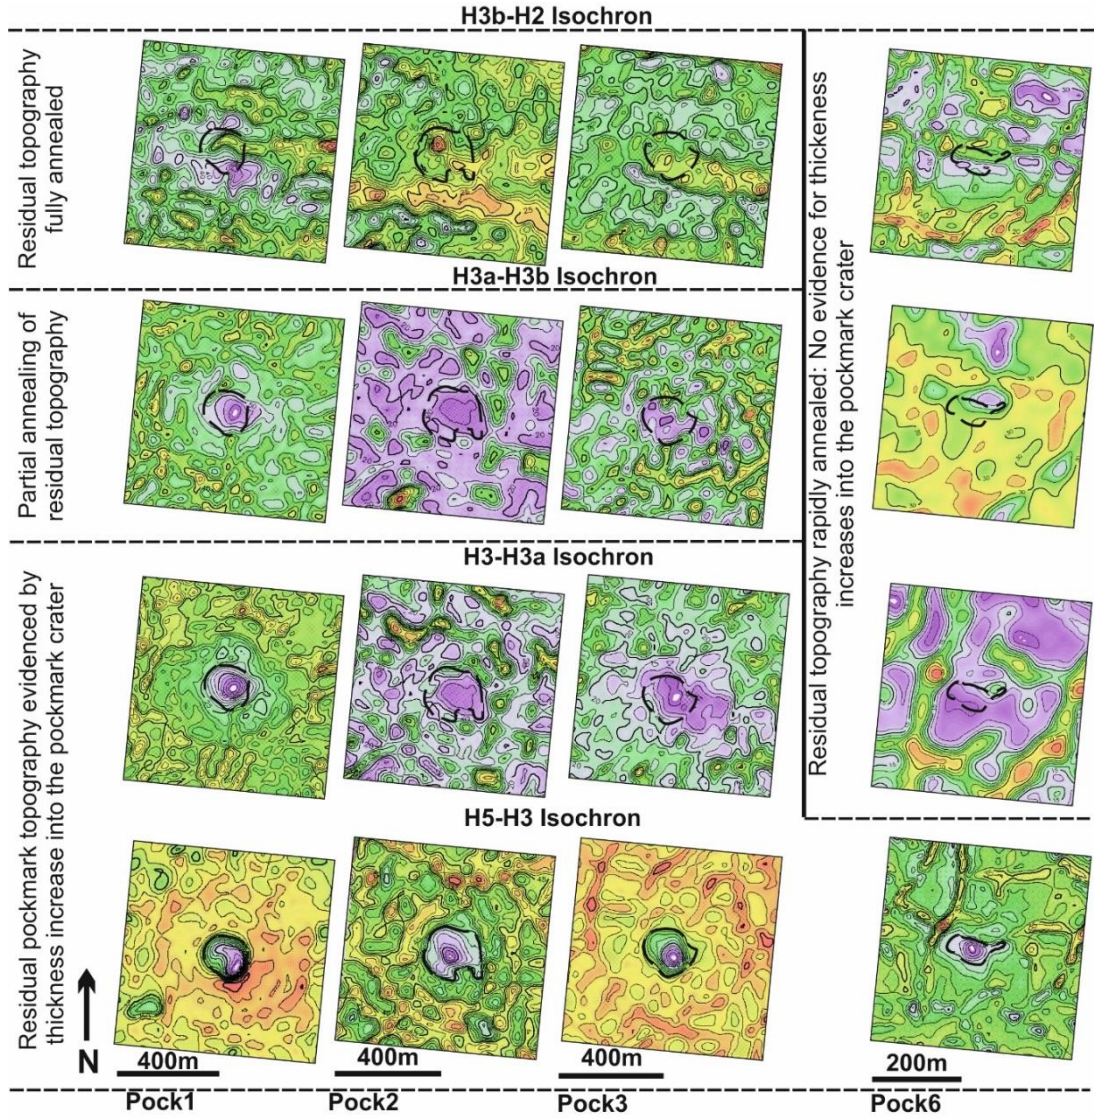 H3b-H2 Isochron
Residual topography
fully annealed
H3a-H3b Isochron
Partial annealing of
residual topography
H3-H3a Isochron
Residual pockmark topography evidenced by
thickness increase into the pockmark crater
H5-H3 Isochron
Residual topography rapidly annealed: No evidence for thickness
increases into the pockmark crater
N
400m
400m
400m
200m
Pock1
Pock2
Pock3
Pock6